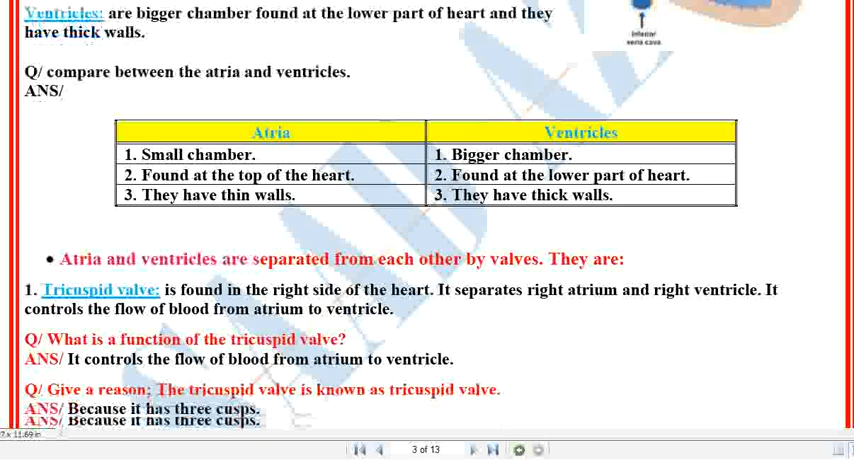 Ventricles: are bigger chamber found at the lower part of heart and they
have thick walls.
Inferior
vena cava
Q/ compare between the atria and ventricles.
ANS/
Atria Ventricles
1. Small chamber. 1. Bigger chamber.
2. Found at the top of the heart. 2. Found at the lower part of heart.
3. They have thin walls. 3. They have thick walls.
• Atria and ventricles are separated from each other by valves. They are:
1. Tricuspid valve: is found in the right side of the heart. It separates right atrium and right ventricle. It
controls the flow of blood from atrium to ventricle.
Q/ What is a function of the tricuspid valve?
ANS/ It controls the flow of blood from atrium to ventricle.
Q/ Give a reason: The tricuspid valve is known as tricuspid valve.
ANS/ Because it has three cusps.
ANS/ Because it has three cusps.
7 x 11.69 in
3 of 13